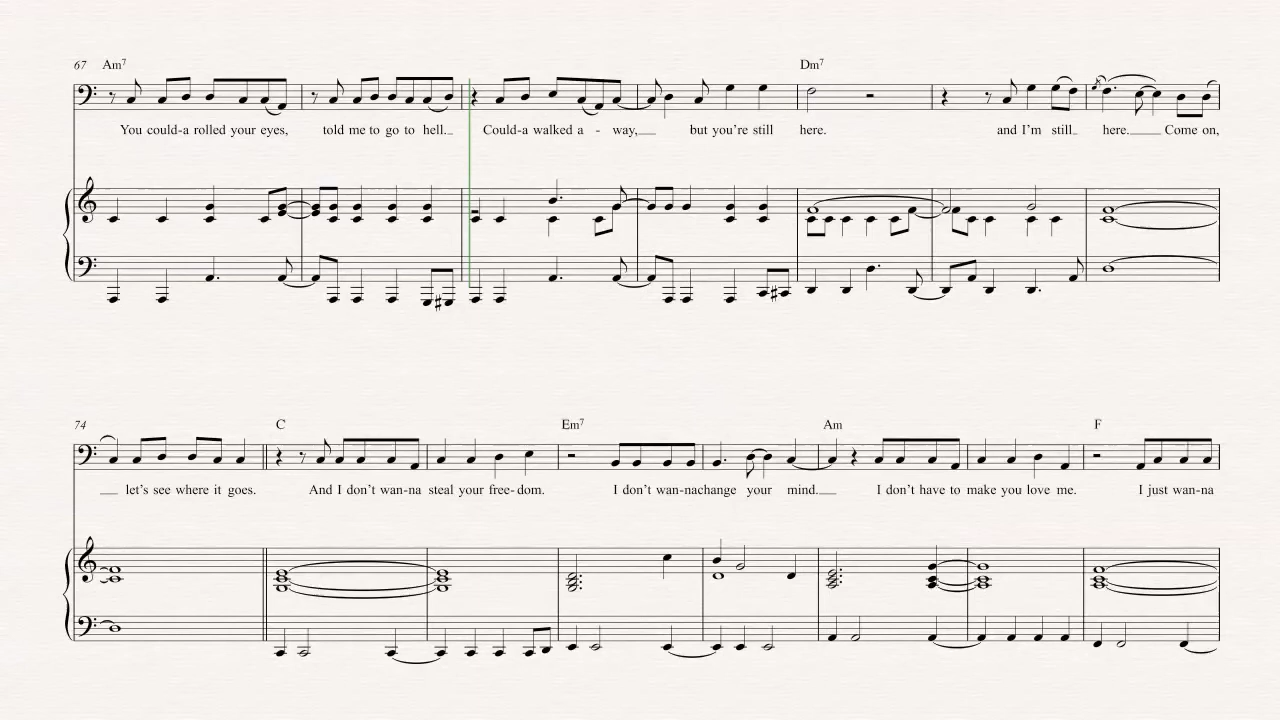 67 Am7 Dm7
You could-a rolled your eyes, told me to go to hell. Could-a walked a - way, but you're still here. and I'm still here. Come on,
74 C Em7 Am F
let's see where it goes. And I don't wan-na steal your free-dom. I don't wan-nachange your mind. I don't have to make you love me. I just wan-na